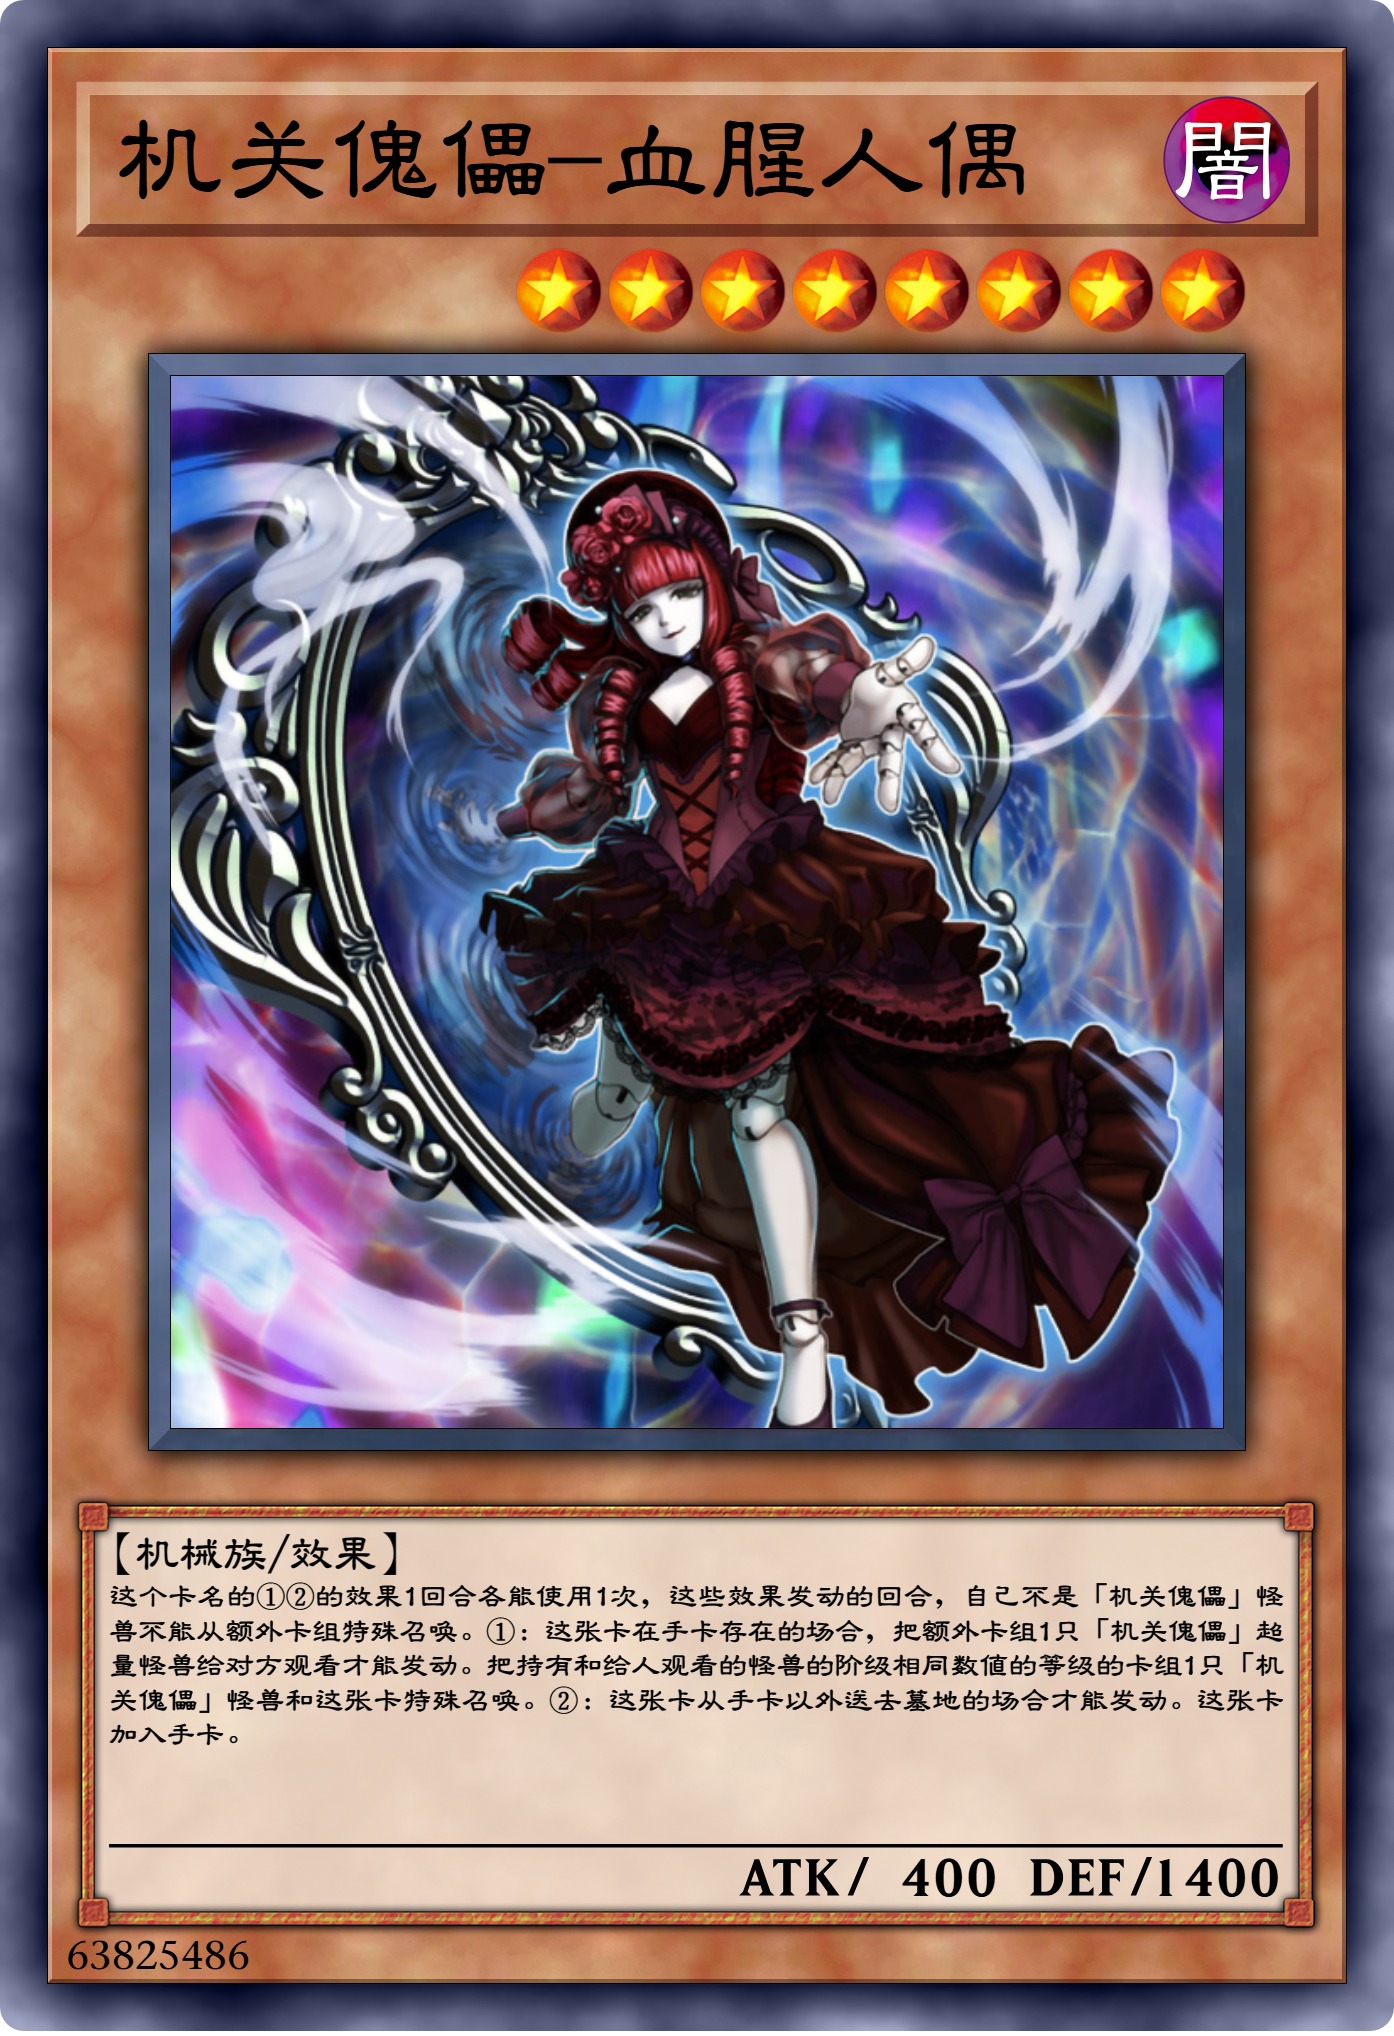 机关傀儡-血腥人偶
闇
【机械族/效果】
这个卡名的①②的效果1回合各能使用1次，这些效果发动的回合，自己不是「机关傀儡」怪
兽不能从额外卡组特殊召唤。①：这张卡在手卡存在的场合，把额外卡组1只「机关傀儡」超
量怪兽给对方观看才能发动。把持有和给人观看的怪兽的阶级相同数值的等级的卡组1只「机
关傀儡」怪兽和这张卡特殊召唤。②：这张卡从手卡以外送去墓地的场合才能发动。这张卡
加入手卡。
ATK/ 400 DEF/1400
63825486